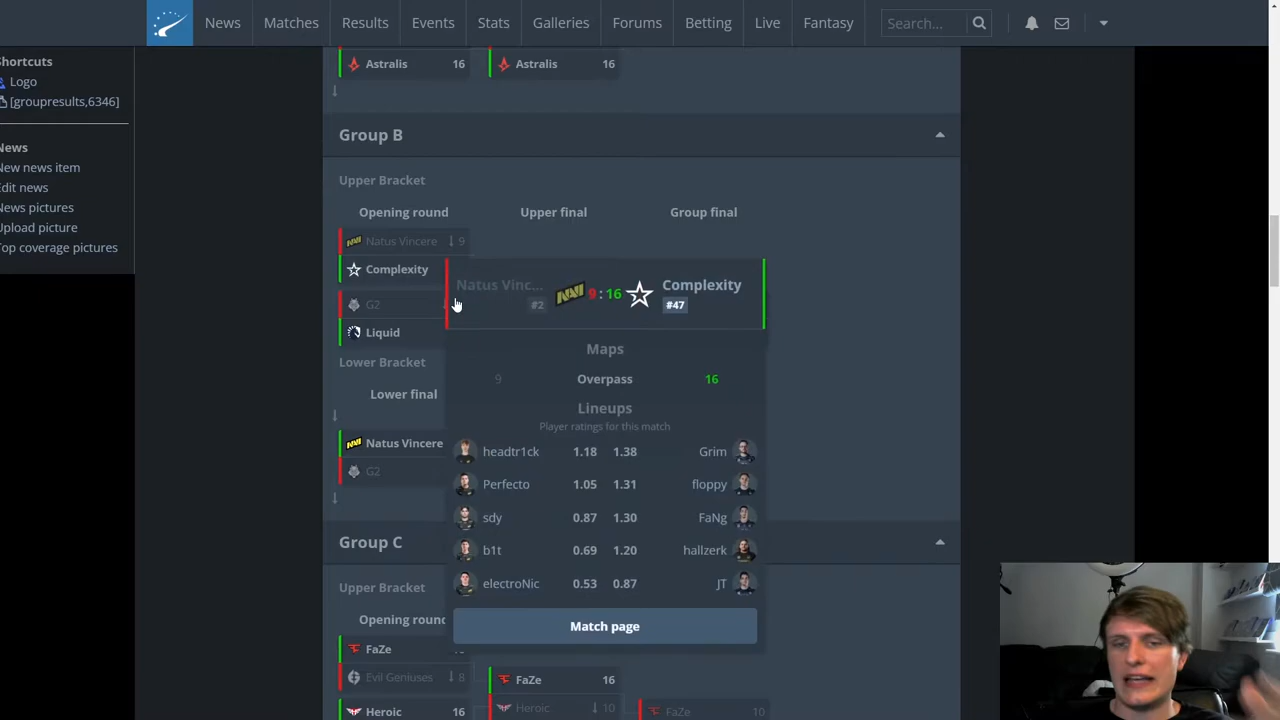 News Matches Results Events Stats Galleries Forums Betting Live Fantasy Search...
Shortcuts
Logo
[groupresults,6346]
News
New news item
Edit news
News pictures
Upload picture
Top coverage pictures
Astralis 16 Astralis 16
Group B
Upper Bracket
Opening round Upper final Group final
Natus Vincere 9
Complexity
G2
Liquid
Natus Vinc... 9 : 16 Complexity
#2 #47
Maps
9 Overpass 16
Lineups
Player ratings for this match
headtr1ck 1.18 1.38 Grim
Perfecto 1.05 1.31 floppy
sdy 0.87 1.30 FaNg
b1t 0.69 1.20 hallzerk
electroNic 0.53 0.87 JT
Match page
Lower Bracket
Lower final
Natus Vincere
G2
Group C
Upper Bracket
Opening round
FaZe
Evil Geniuses 8
FaZe 16
Heroic 10
Heroic 16
FaZe 10